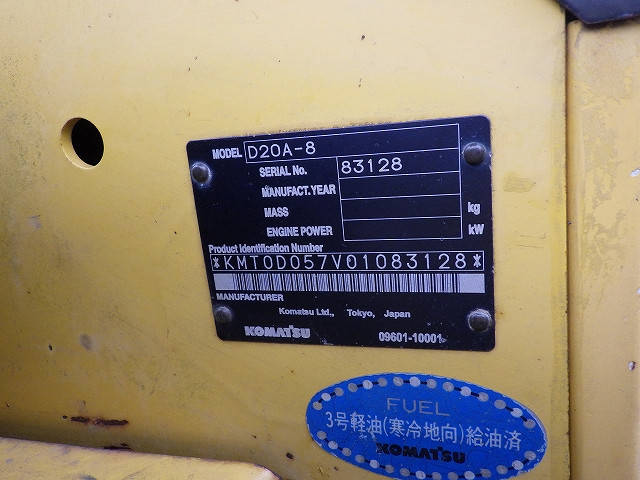 MODEL D20A-8
SERIAL No. 83128
MANUFACT.YEAR
MASS kg
ENGINE POWER kW
Product Identification Number
*KMT0D057V01083128*
MANUFACTURER
Komatsu Ltd., Tokyo, Japan
KOMATSU 09601-10001
FUEL
3号軽油(寒冷地向)給油済
KOMATSU